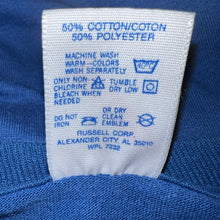 50% COTTON/COTON
50% POLYESTER
MACHINE WASH
WARM-COLORS
WASH SEPARATELY
ONLY NON-
CHLORINE
BLEACH WHEN
NEEDED
TUMBLE
DRY LOW
DO NOT
IRON
OR DRY
CLEAN
EMBLEM
RUSSELL CORP.
ALEXANDER CITY, AL 35010
WPL 7232